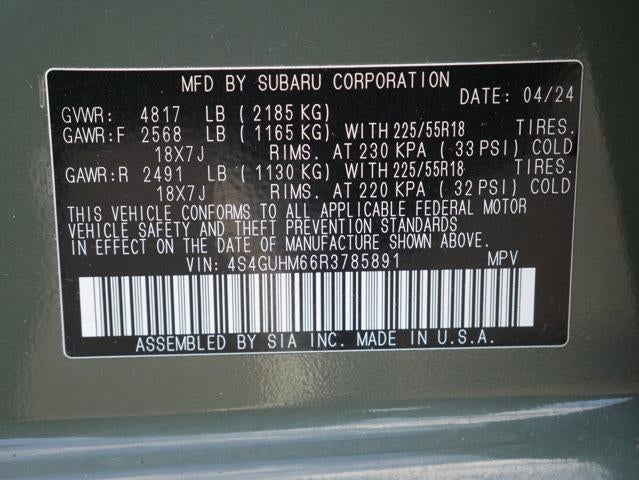 MFD BY SUBARU CORPORATION
DATE: 04/24
GVWR: 4817 LB (2185 KG)
GAWR:F 2568 LB (1165 KG) WITH 225/55R18 TIRES.
18X7J RIMS. AT 230 KPA (33 PSI) COLD
GAWR:R 2491 LB (1130 KG) WITH 225/55R18 TIRES.
18X7J RIMS. AT 220 KPA (32 PSI) COLD
THIS VEHICLE CONFORMS TO ALL APPLICABLE FEDERAL MOTOR
VEHICLE SAFETY AND THEFT PREVENTION STANDARDS
IN EFFECT ON THE DATE OF MANUFACTURE SHOWN ABOVE.
VIN: 4S4GUHM66R3785891 MPV
ASSEMBLED BY SIA INC. MADE IN U.S.A.